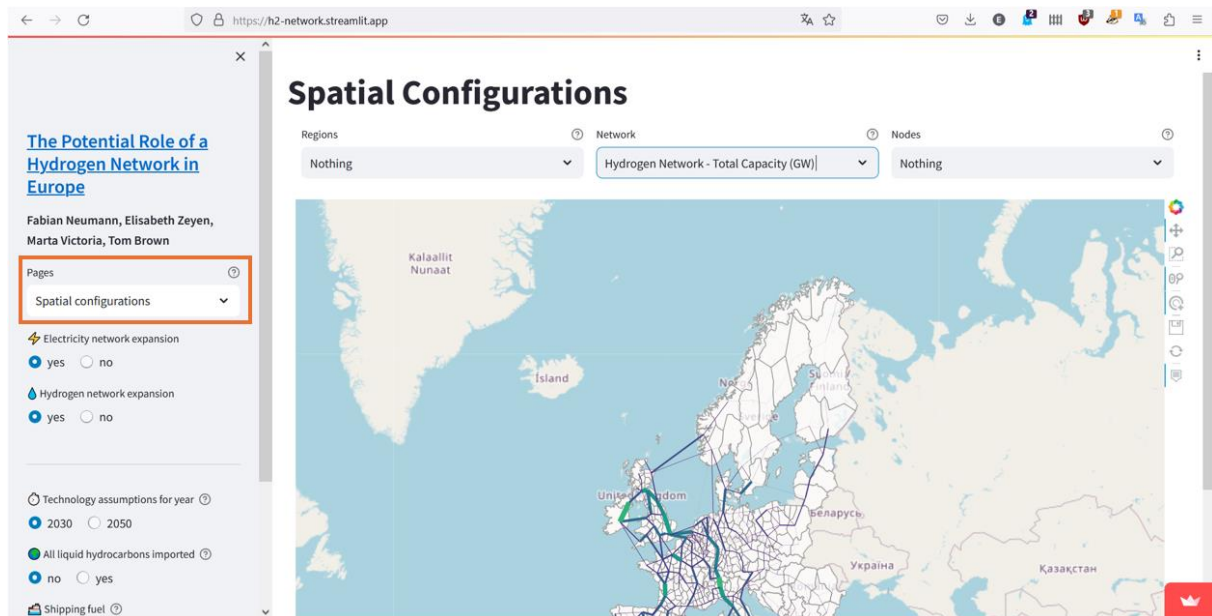 https://h2-network.streamlit.app
The Potential Role of a
Hydrogen Network in
Europe
Fabian Neumann, Elisabeth Zeyen,
Marta Victoria, Tom Brown
Pages
Spatial configurations
Electricity network expansion
yes no
Hydrogen network expansion
yes no
Technology assumptions for year
2030 2050
All liquid hydrocarbons imported
no yes
Shipping fuel
Spatial Configurations
Regions Network Nodes
Nothing Hydrogen Network - Total Capacity (GW) Nothing
Kalaallit
Nunaat
Ísland
Suomi /
Finland
Sverige
United Kingdom
Беларусь
Україна
Қазақстан